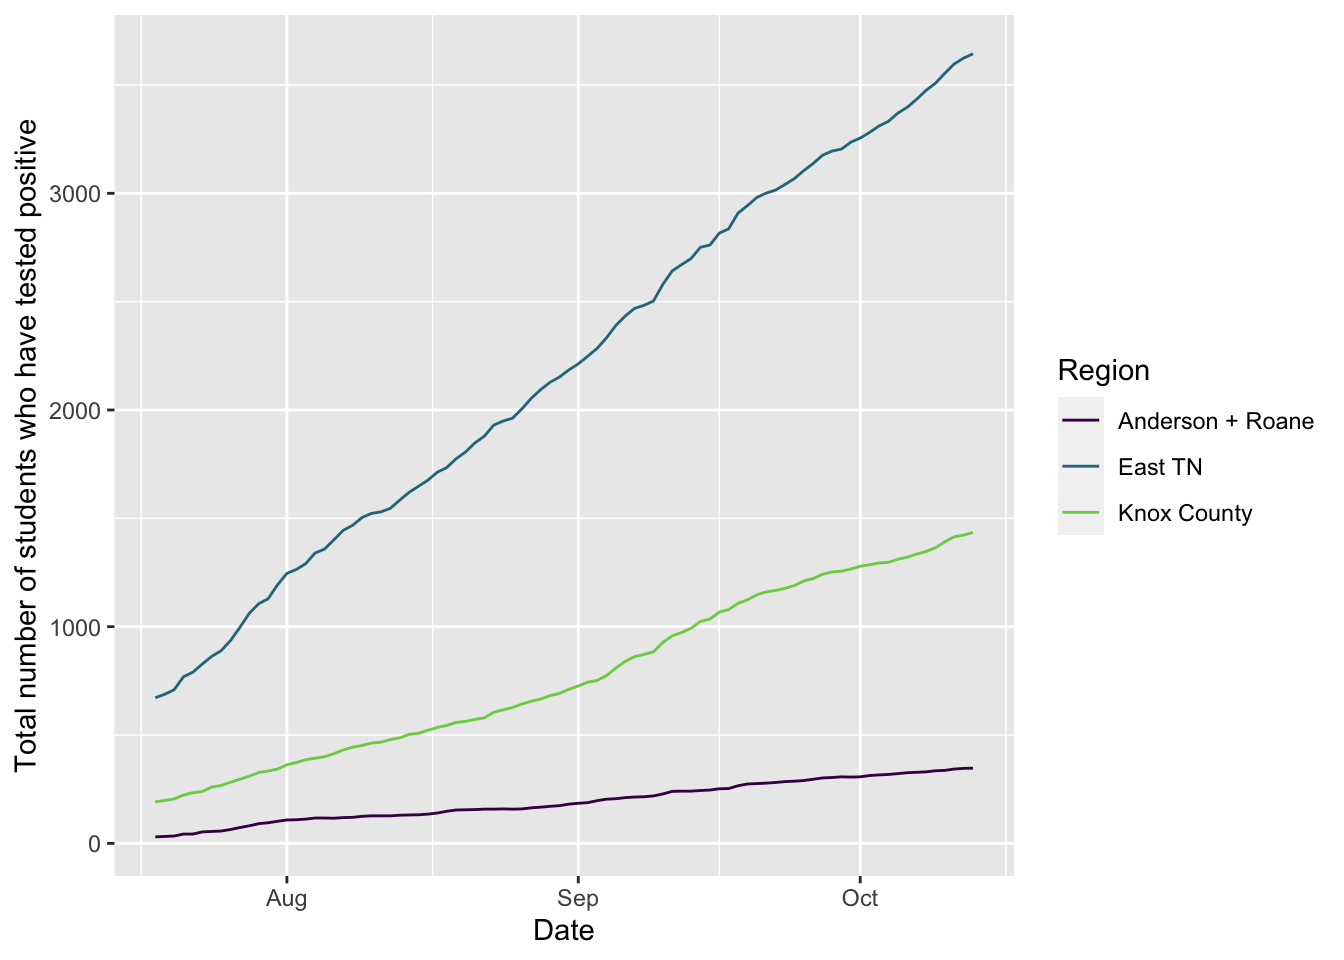 Total number of students who have tested positive
3000
2000
1000
0
Aug Sep Oct
Date
Region
Anderson + Roane
East TN
Knox County